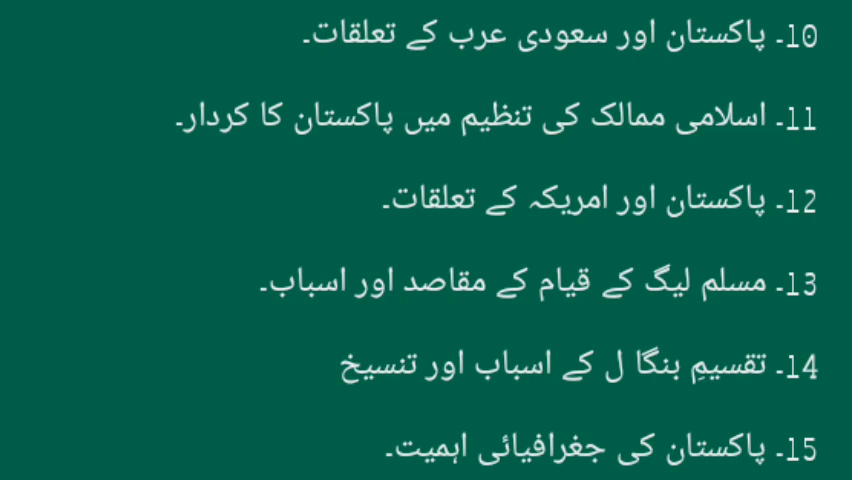 10۔ پاکستان اور سعودی عرب کے تعلقات۔
11۔ اسلامی ممالک کی تنظیم میں پاکستان کا کردار۔
12۔ پاکستان اور امریکہ کے تعلقات۔
13۔ مسلم لیگ کے قیام کے مقاصد اور اسباب۔
14۔ تقسیمِ بنگا ل کے اسباب اور تنسیخ
15۔ پاکستان کی جغرافیائی اہمیت۔